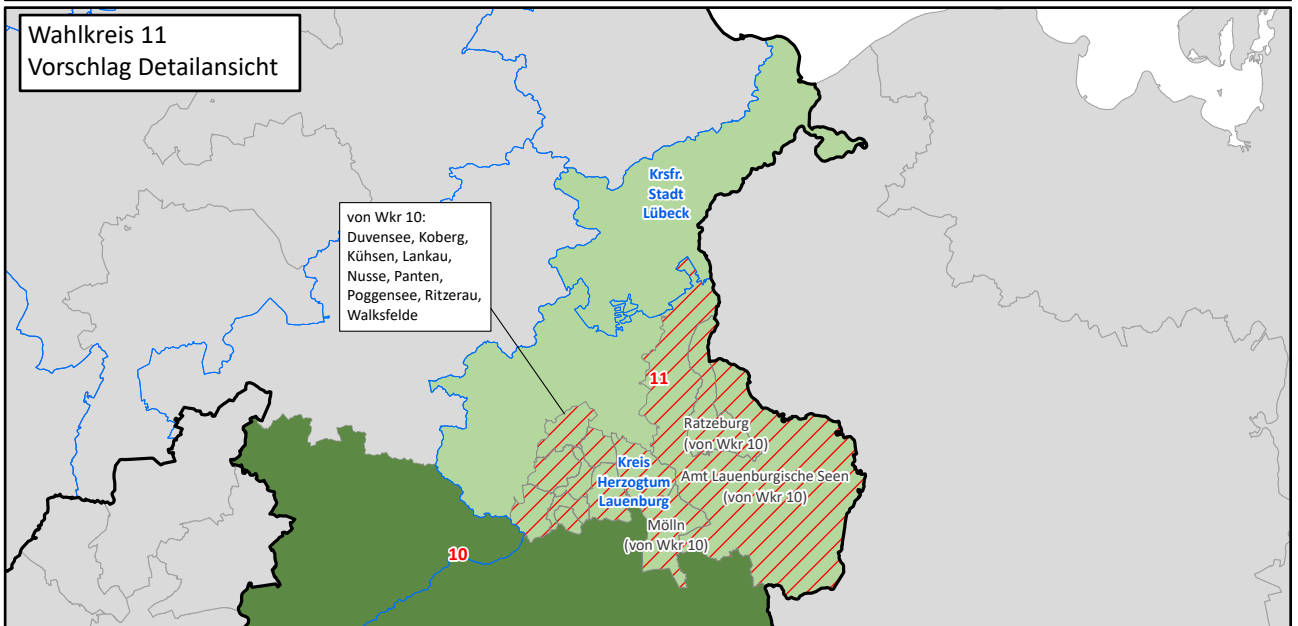 Wahlkreis 11
Vorschlag Detailansicht
Krsfr.
Stadt
Lübeck
von Wkr 10:
Duvensee, Koberg,
Kühsen, Lankau,
Nusse, Panten,
Poggensee, Ritzerau,
Walksfelde
11
Ratzeburg
(von Wkr 10)
Kreis
Herzogtum
Lauenburg
Amt Lauenburgische Seen
(von Wkr 10)
Mölln
(von Wkr 10)
10